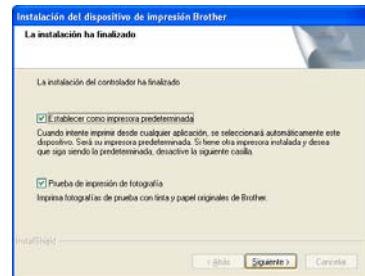 Instalación del dispositivo de impresión Brother
La instalación ha finalizado
La instalación del controlador ha finalizado
Establecer como impresora predeterminada
Cuando intente imprimir desde cualquier aplicación, se seleccionará automáticamente este
dispositivo. Será su impresora predeterminada. Si tiene otra impresora instalada y desea
que siga siendo la predeterminada, desactive la siguiente casilla.
Prueba de impresión de fotografía
Imprima fotografías de prueba con tinta y papel originales de Brother.
InstallShield
< Atrás Siguiente > Cancelar